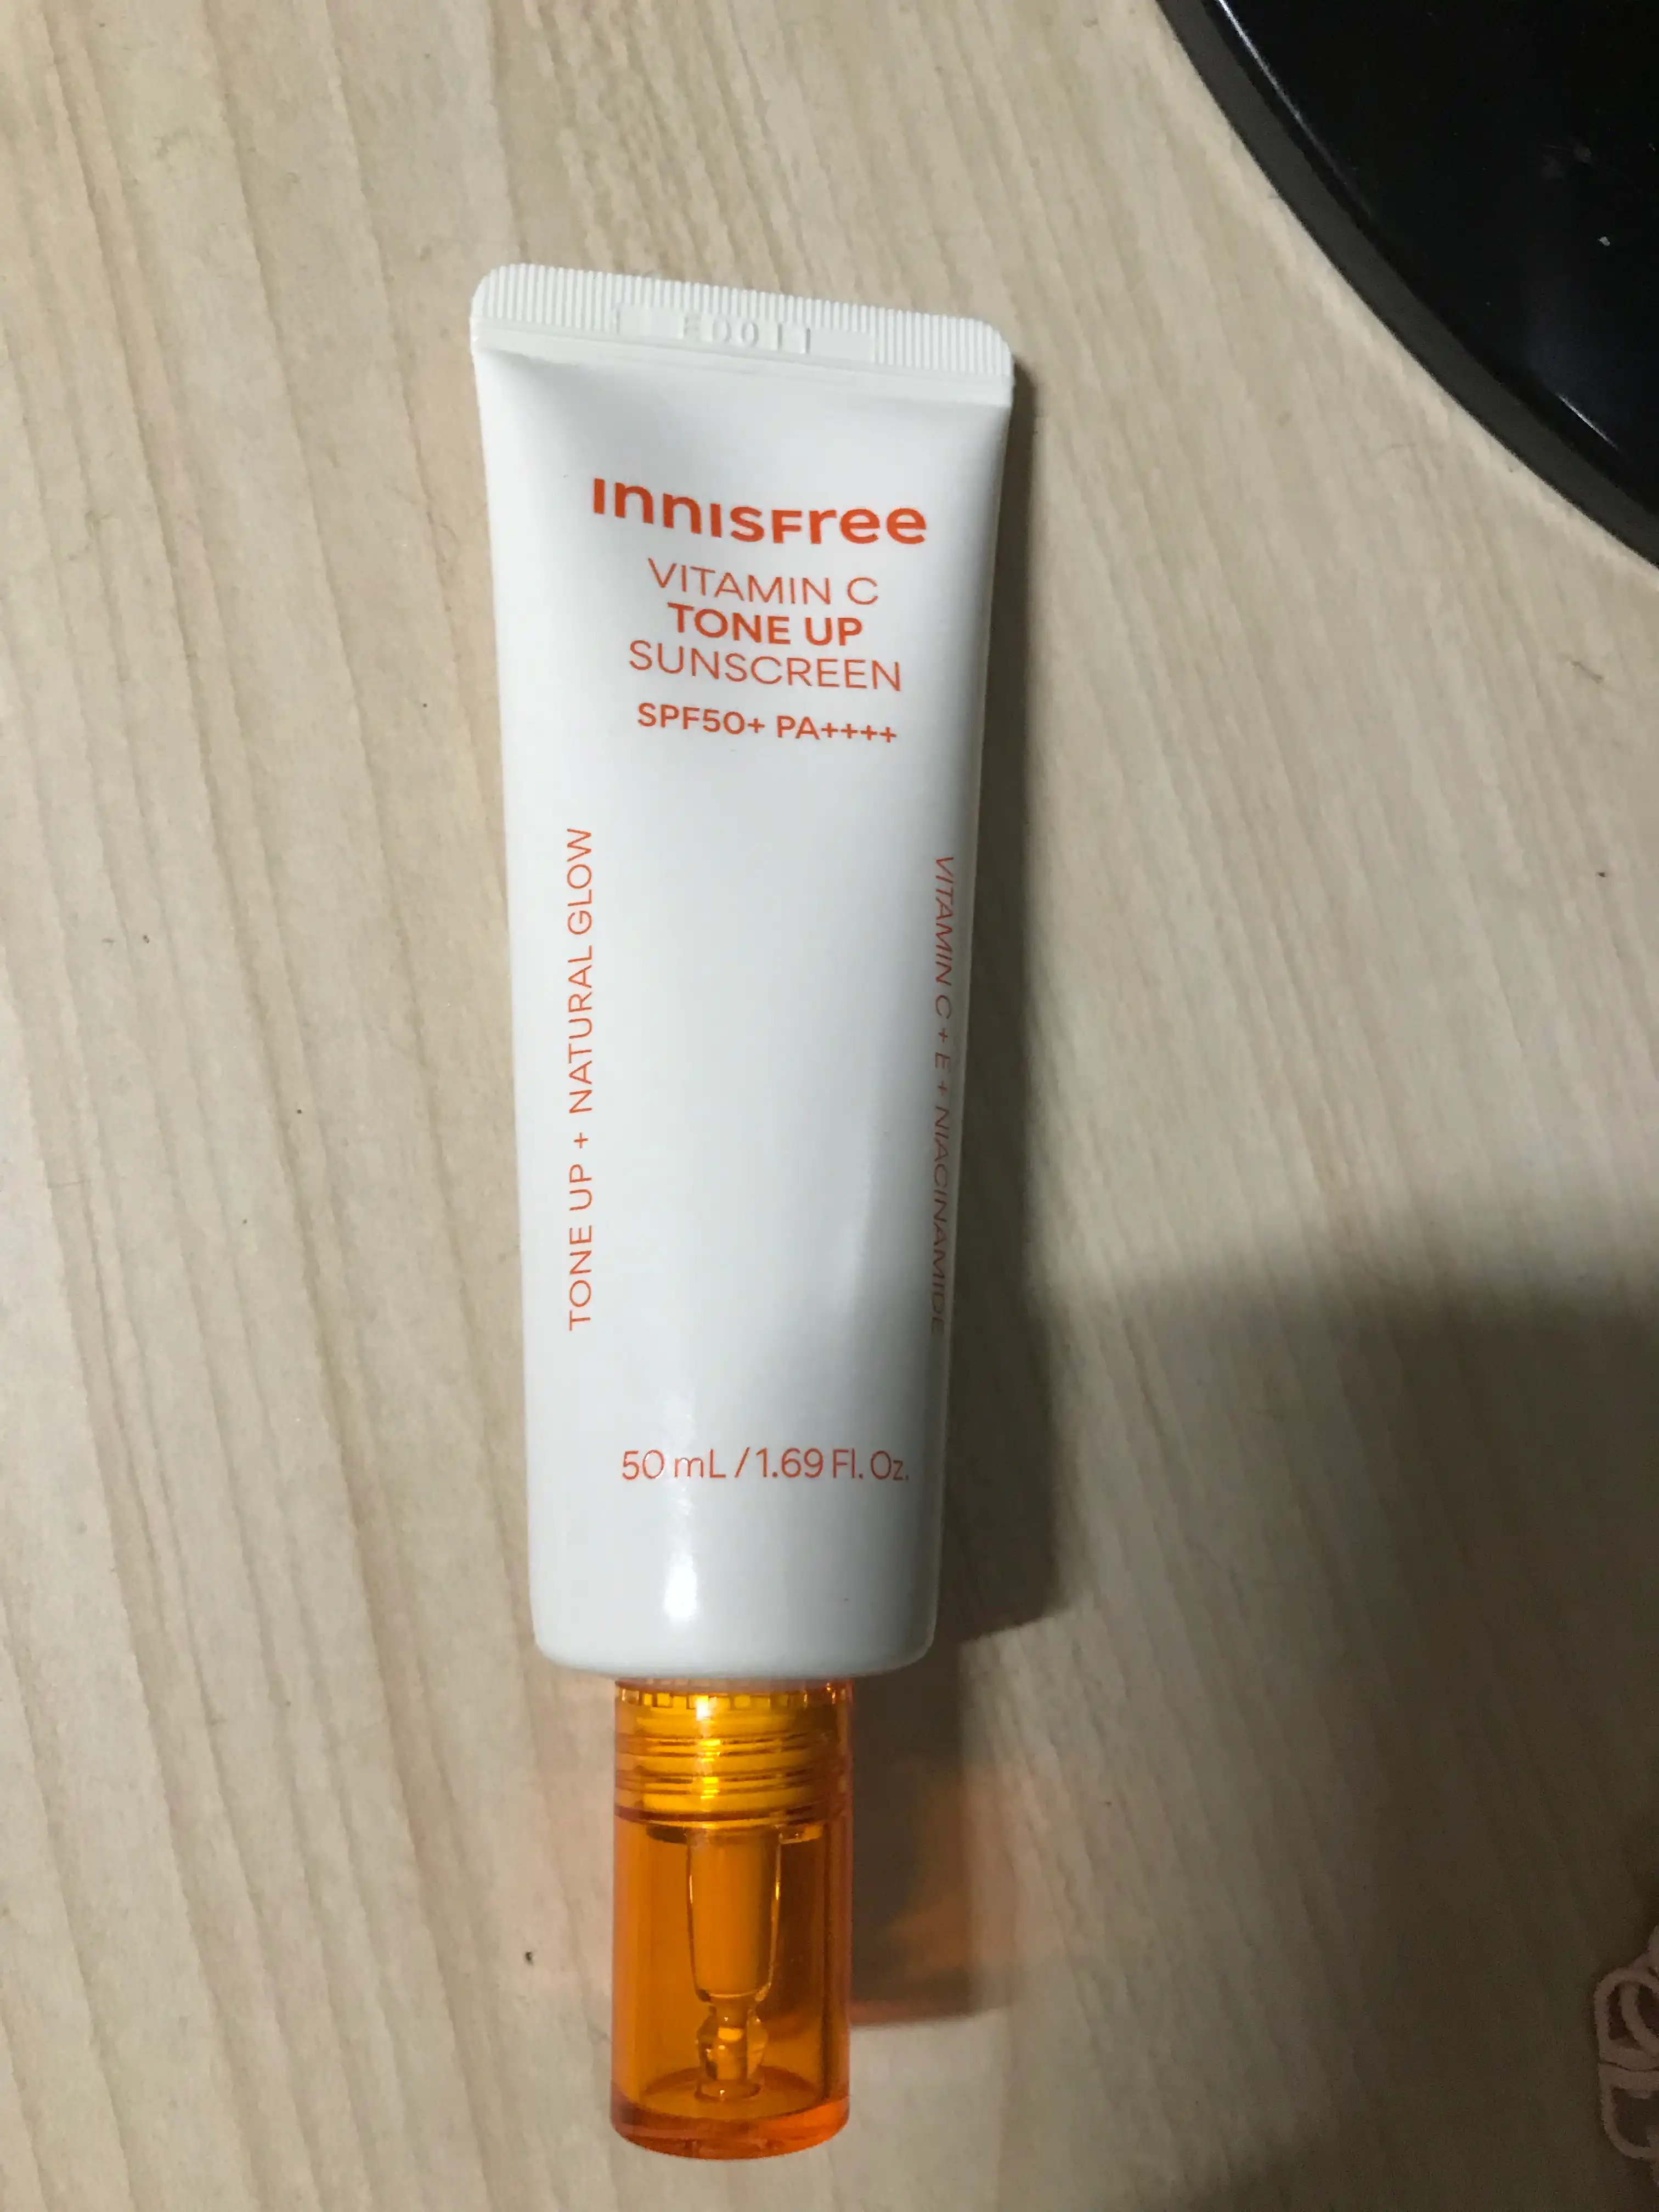 innisfree
VITAMIN C
TONE UP
SUNSCREEN
SPF50+ PA++++
TONE UP + NATURAL GLOW
VITAMIN C + E + NIACINAMIDE
50 mL / 1.69 Fl. Oz.